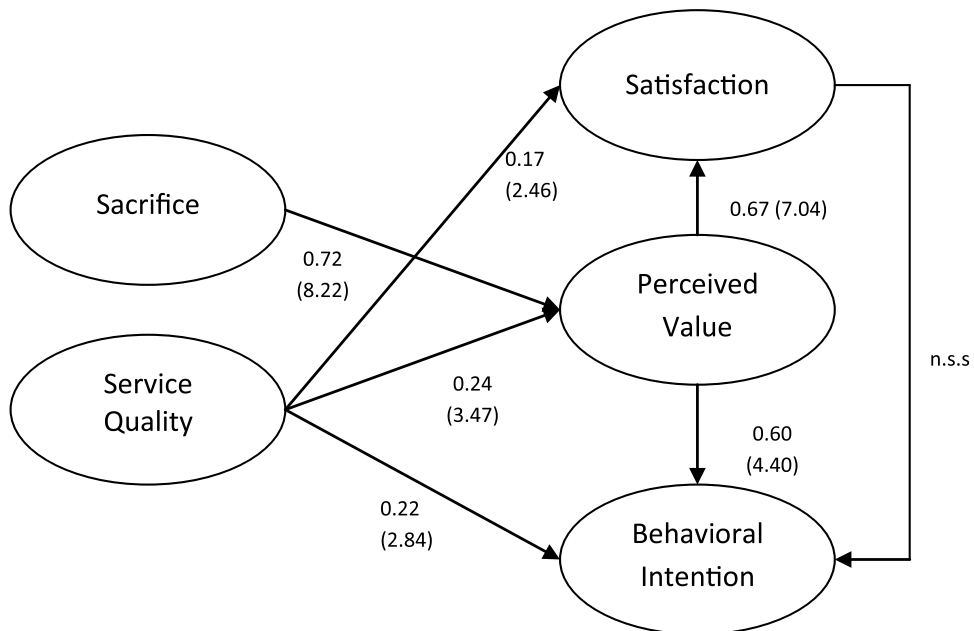 Satisfaction
0.17
(2.46)
Sacrifice
0.67 (7.04)
0.72
(8.22)
Perceived
Value
n.s.s
Service
Quality
0.24
(3.47)
0.60
(4.40)
0.22
(2.84)
Behavioral
Intention